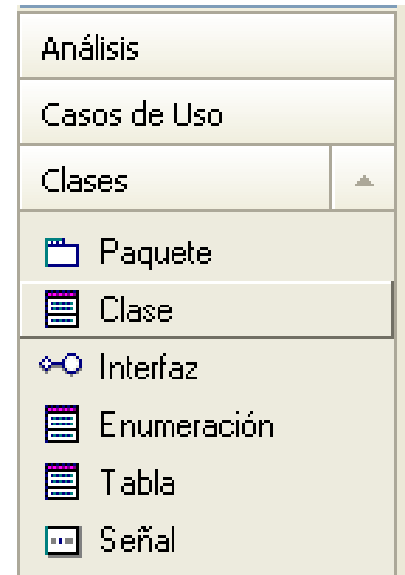 Análisis
Casos de Uso
Clases
Paquete
Clase
Interfaz
Enumeración
Tabla
Señal